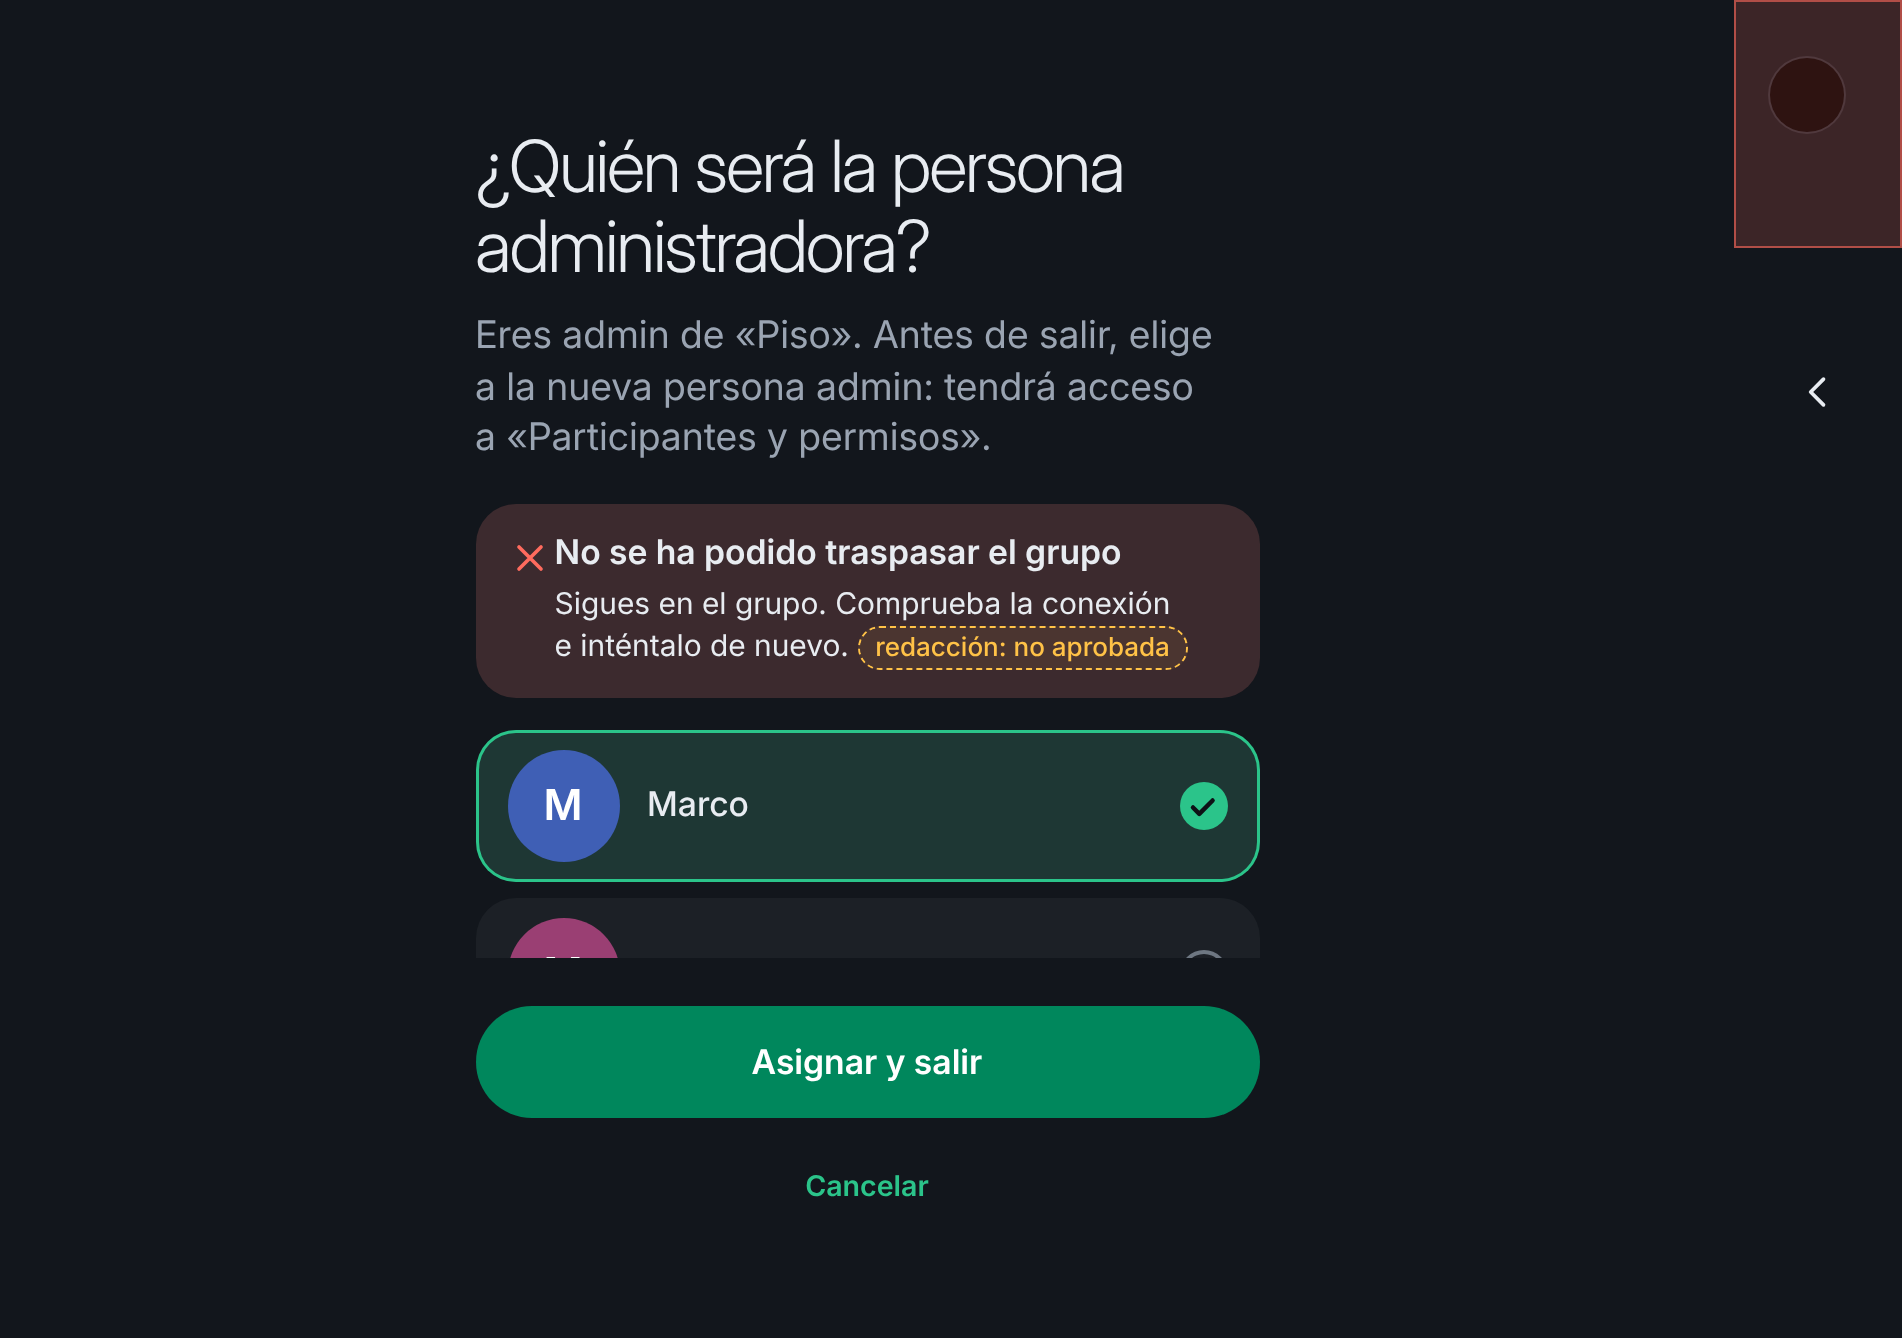 ¿Quién será la persona
administradora?
Eres admin de «Piso». Antes de salir, elige
a la nueva persona admin: tendrá acceso
a «Participantes y permisos».
No se ha podido traspasar el grupo
Sigues en el grupo. Comprueba la conexión
e inténtalo de nuevo. redacción: no aprobada
M Marco
Asignar y salir
Cancelar